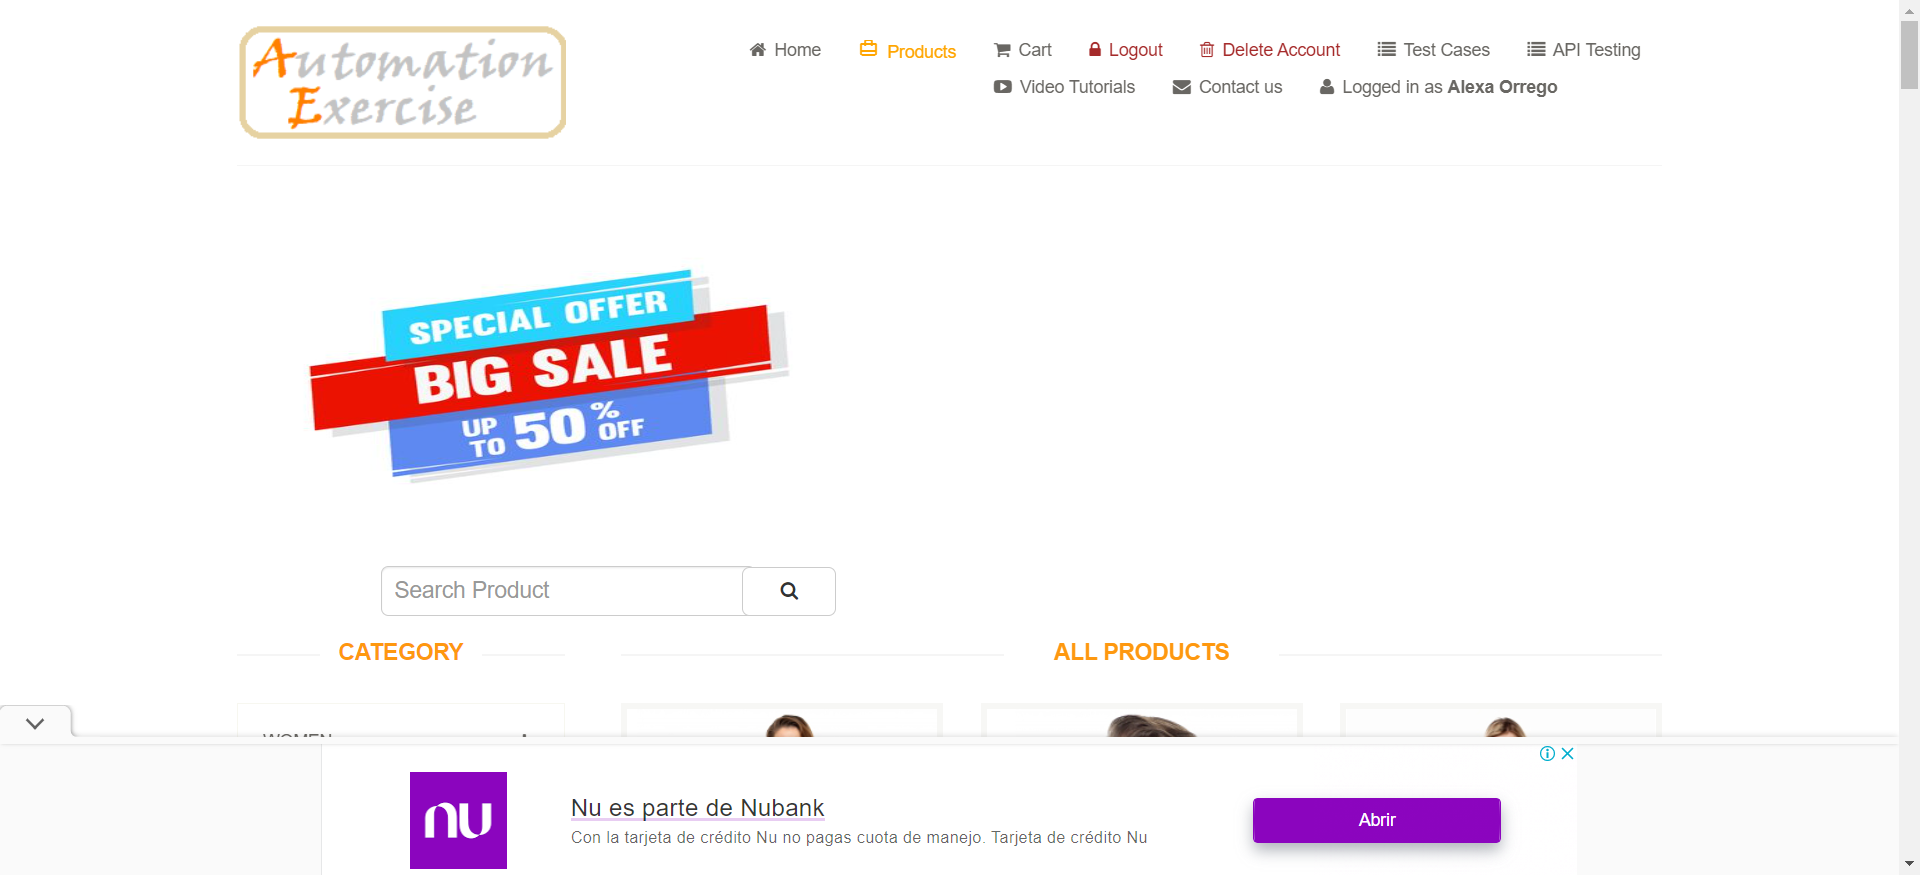 Automation
Exercise
Home Products Cart Logout Delete Account Test Cases API Testing
Video Tutorials Contact us Logged in as Alexa Orrego
SPECIAL OFFER
BIG SALE
UP TO 50% OFF
Search Product
CATEGORY
ALL PRODUCTS
WOMEN
nu
Nu es parte de Nubank
Con la tarjeta de crédito Nu no pagas cuota de manejo. Tarjeta de crédito Nu
Abrir